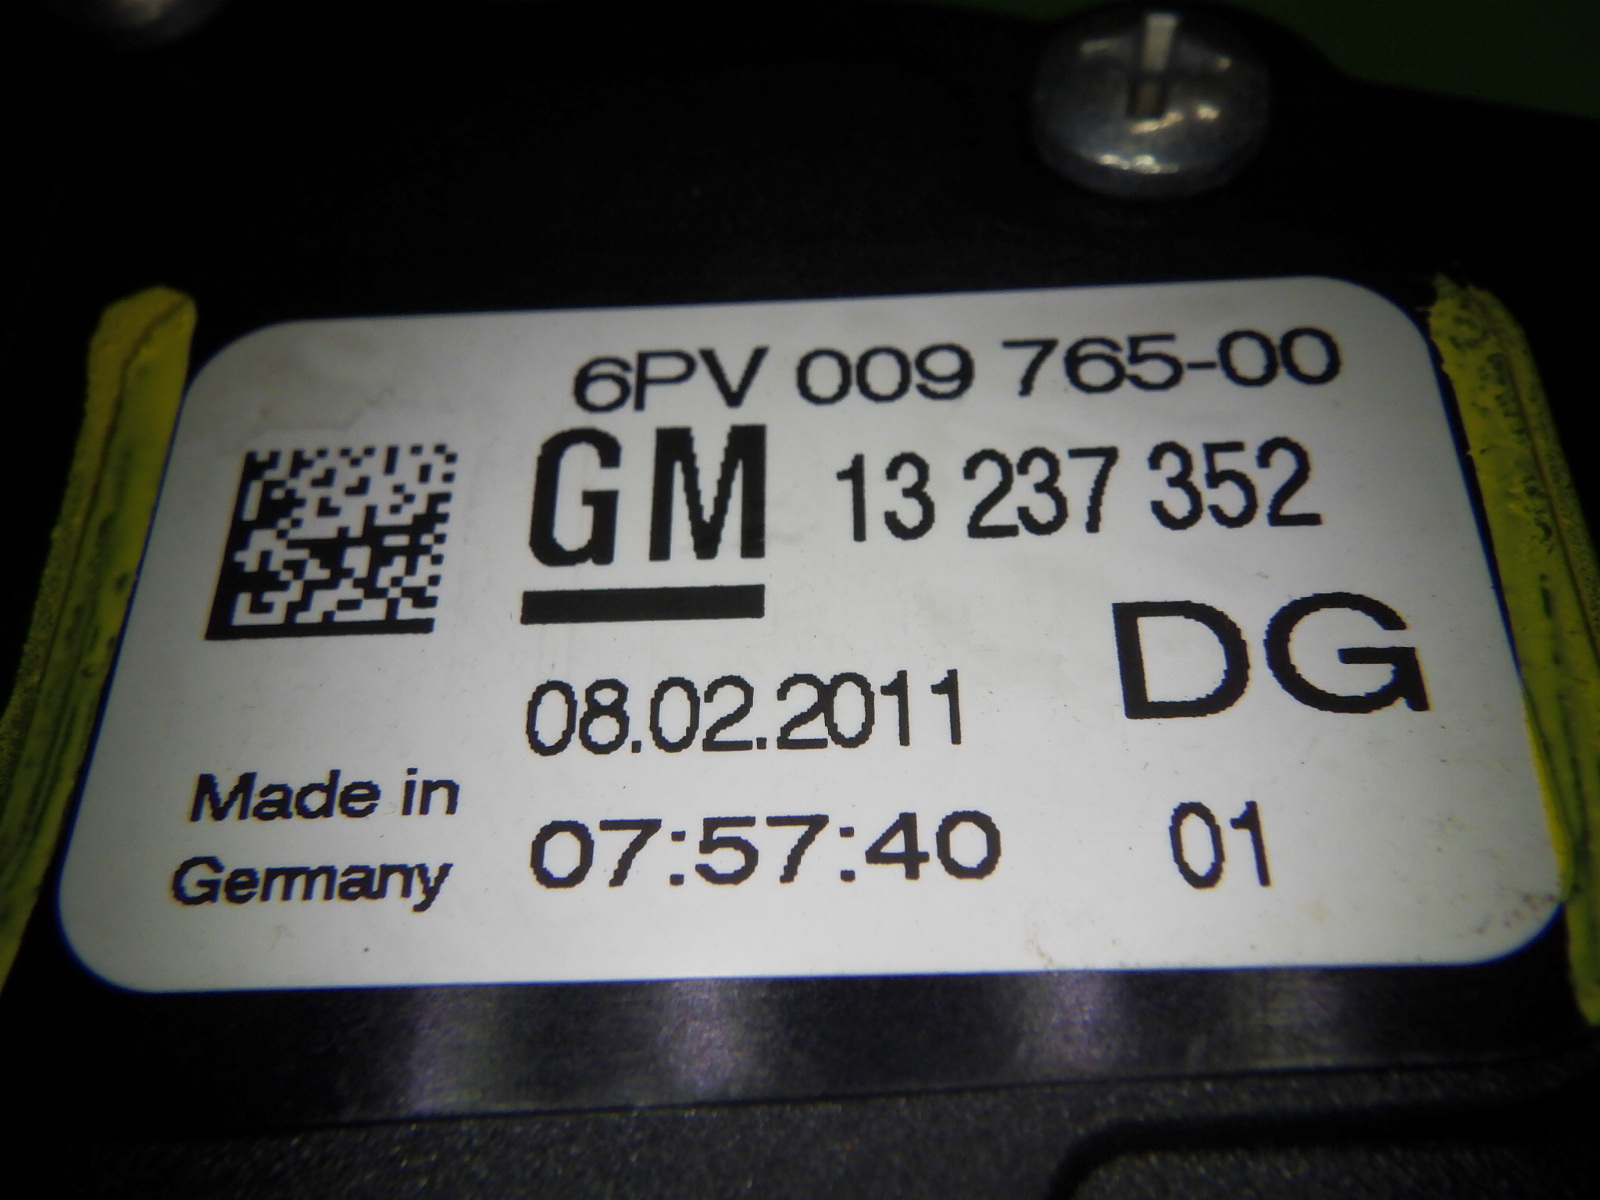 6PV 009 765-00
GM 13 237 352
DG
08.02.2011
Made in
Germany
07:57:40 01